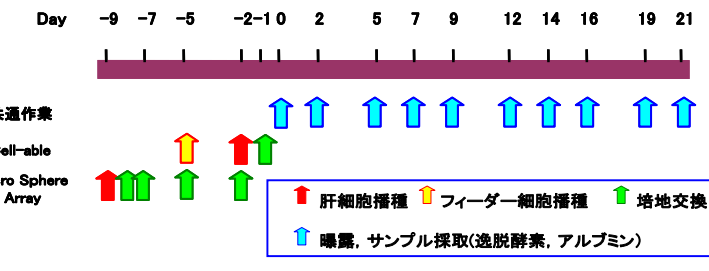 Day -9 -7 -5 -2 -1 0 2 5 7 9 12 14 16 19 21
共通作業
ell-able
ro Sphere
Array
肝細胞播種 フィーダー細胞播種 培地交換
曝露, サンプル採取(逸脱酵素, アルブミン)